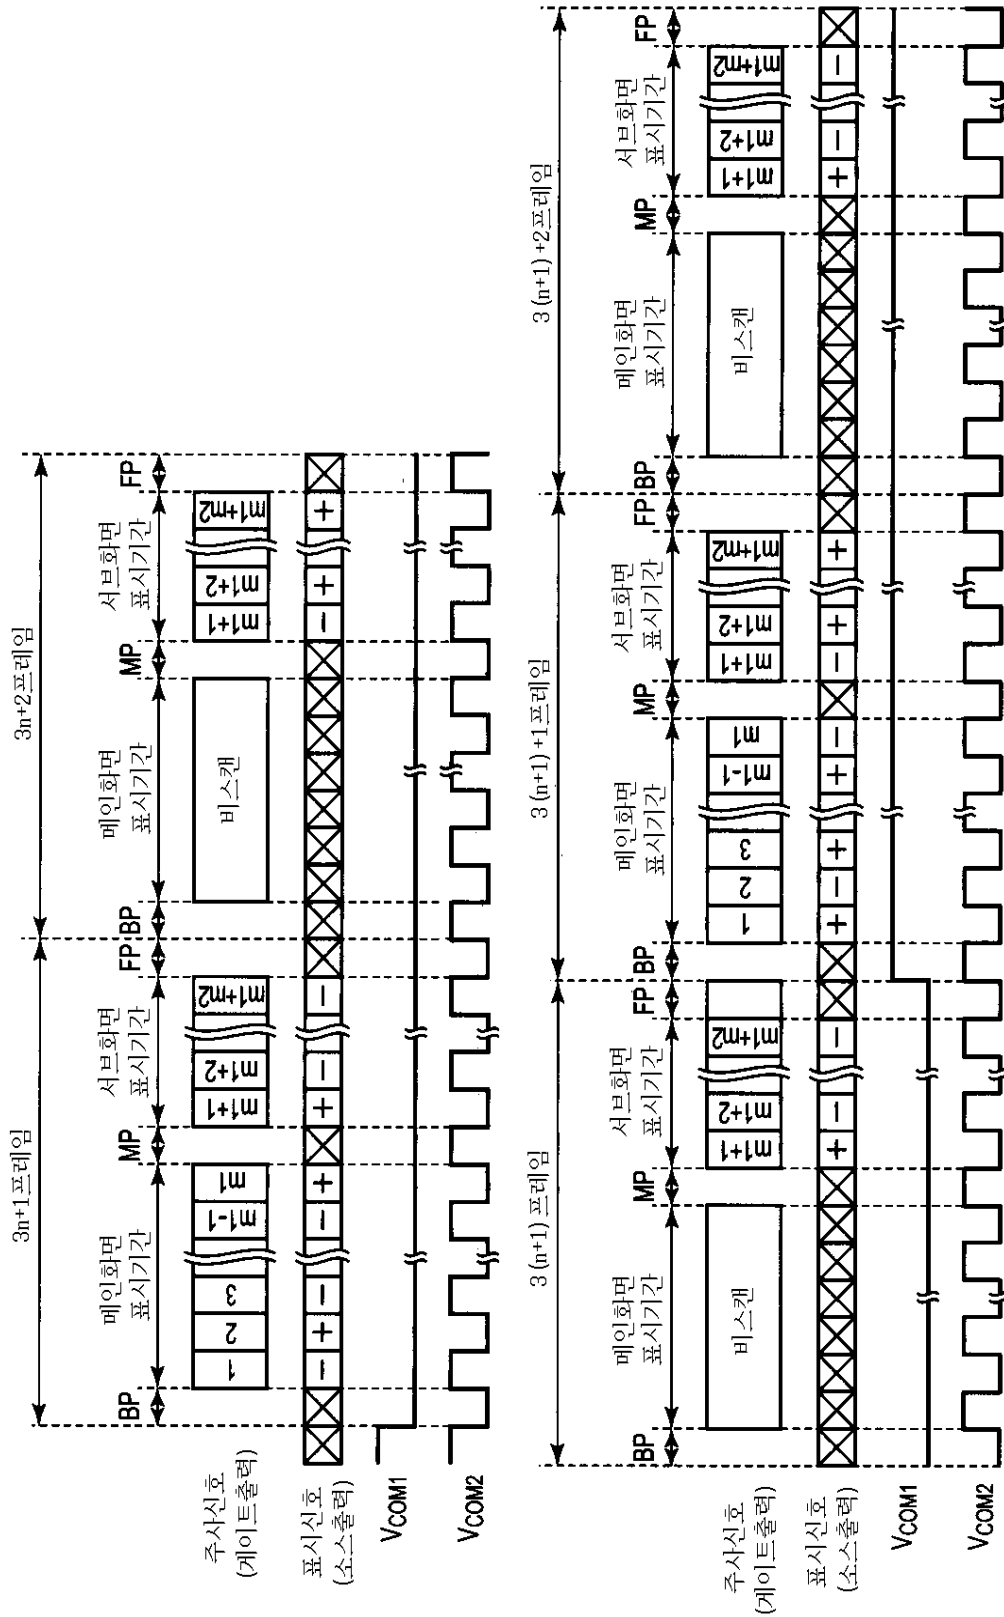 3n+1프레임 3n+2프레임
메인화면 서브화면 메인화면 서브화면
BP 표시기간 MP 표시기간 FP BP 표시기간 MP 표시기간 FP
주사신호
(게이트출력) 1 2 3 m1-1 m1 m1+1 m1+2 m1+m2 비스캔 m1+1 m1+2 m1+m2
표시신호
(소스출력) − + − − + + − − − + +
VCOM1
VCOM2
3(n+1) 프레임 3(n+1)+1프레임 3(n+1)+2프레임
메인화면 서브화면 메인화면 서브화면 메인화면 서브화면
BP 표시기간 MP 표시기간 FP BP 표시기간 MP 표시기간 FP BP 표시기간 MP 표시기간 FP
주사신호
(게이트출력) 비스캔 m1+1 m1+2 m1+m2 1 2 3 m1-1 m1 m1+1 m1+2 m1+m2 비스캔 m1+1 m1+2 m1+m2
표시신호
(소스출력) + − − + − + + − − + + + − −
VCOM1
VCOM2